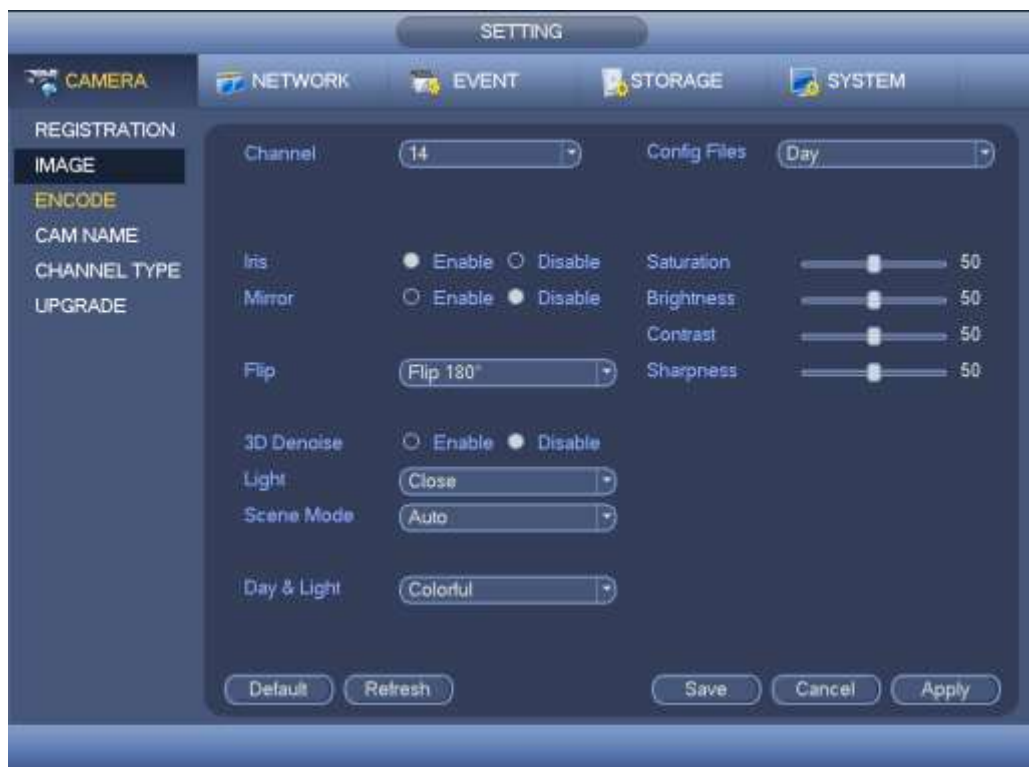 SETTING
CAMERA NETWORK EVENT STORAGE SYSTEM
REGISTRATION
IMAGE
ENCODE
CAM NAME
CHANNEL TYPE
UPGRADE
Channel 14 Config Files Day
Iris Enable Disable Saturation 50
Mirror Enable Disable Brightness 50
Contrast 50
Flip Flip 180° Sharpness 50
3D Denoise Enable Disable
Light Close
Scene Mode Auto
Day & Light Colorful
Default Refresh Save Cancel Apply